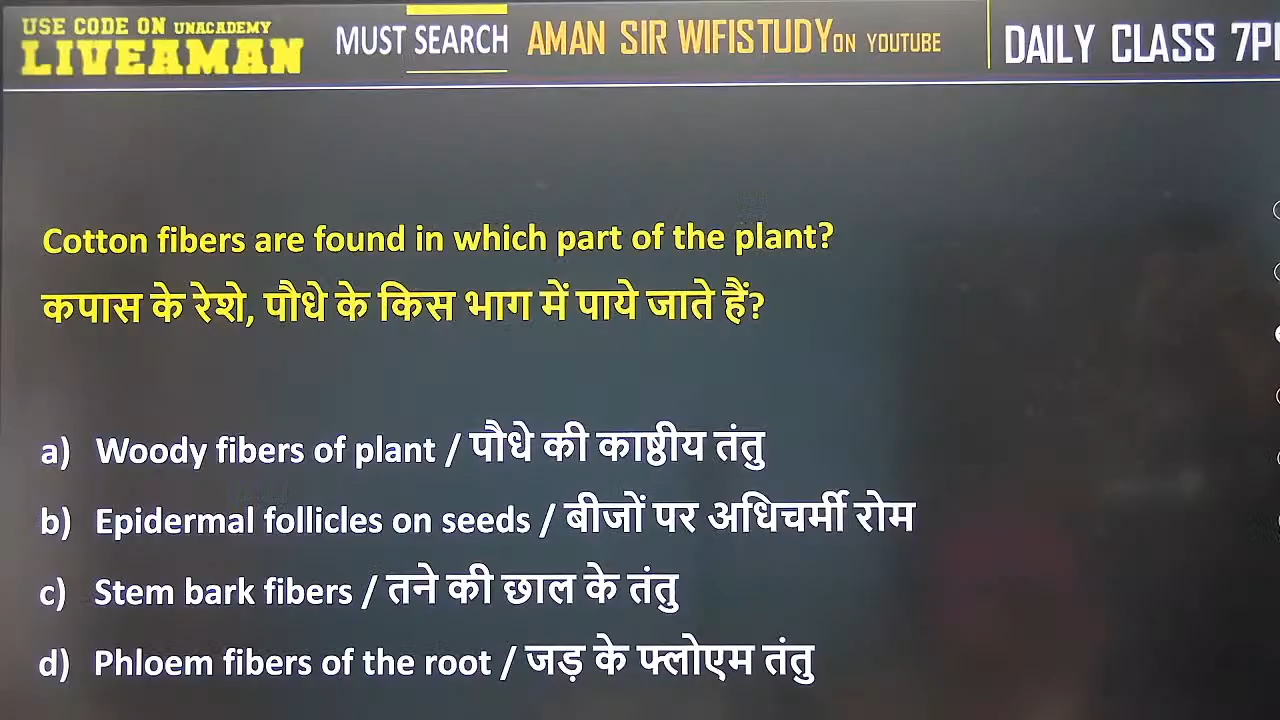 USE CODE ON UNACADEMY
LIVEAMAN
MUST SEARCH AMAN SIR WIFISTUDY ON YOUTUBE
DAILY CLASS 7P
Cotton fibers are found in which part of the plant?
कपास के रेशे, पौधे के किस भाग में पाये जाते हैं?
a) Woody fibers of plant / पौधे की काष्ठीय तंतु
b) Epidermal follicles on seeds / बीजों पर अधिचर्मी रोम
c) Stem bark fibers / तने की छाल के तंतु
d) Phloem fibers of the root / जड़ के फ्लोएम तंतु